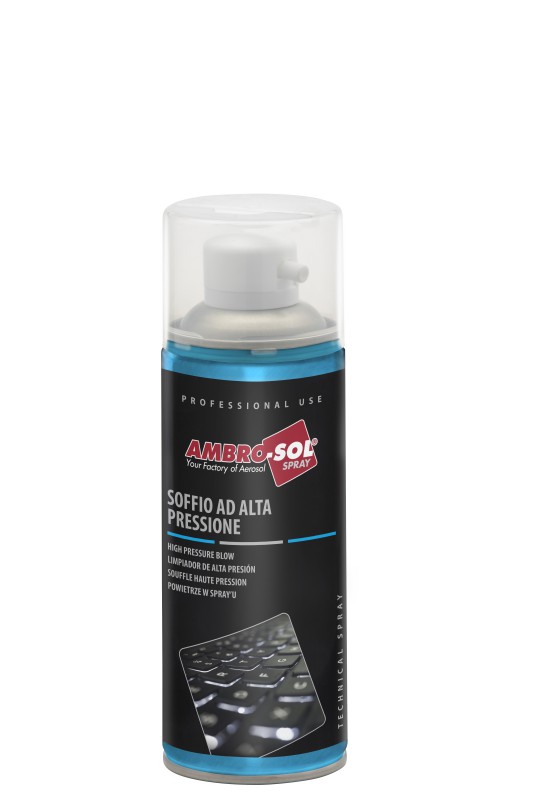 PROFESSIONAL USE
AMBRO-SOL®
Your Factory of Aerosol SPRAY
SOFFIO AD ALTA
PRESSIONE
HIGH PRESSURE BLOW
LIMPIADOR DE ALTA PRESIÓN
SOUFFLE HAUTE PRESSION
POWIETRZE W SPRAY'U
TECHNICAL SPRAY